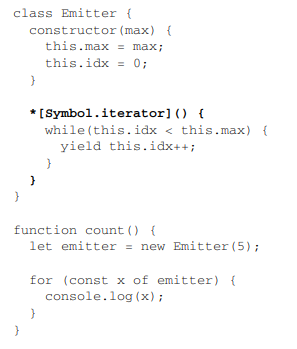 class Emitter {
  constructor(max) {
    this.max = max;
    this.idx = 0;
  }

  *[Symbol.iterator]() {
    while(this.idx < this.max) {
      yield this.idx++;
    }
  }
}

function count() {
  let emitter = new Emitter(5);

  for (const x of emitter) {
    console.log(x);
  }
}